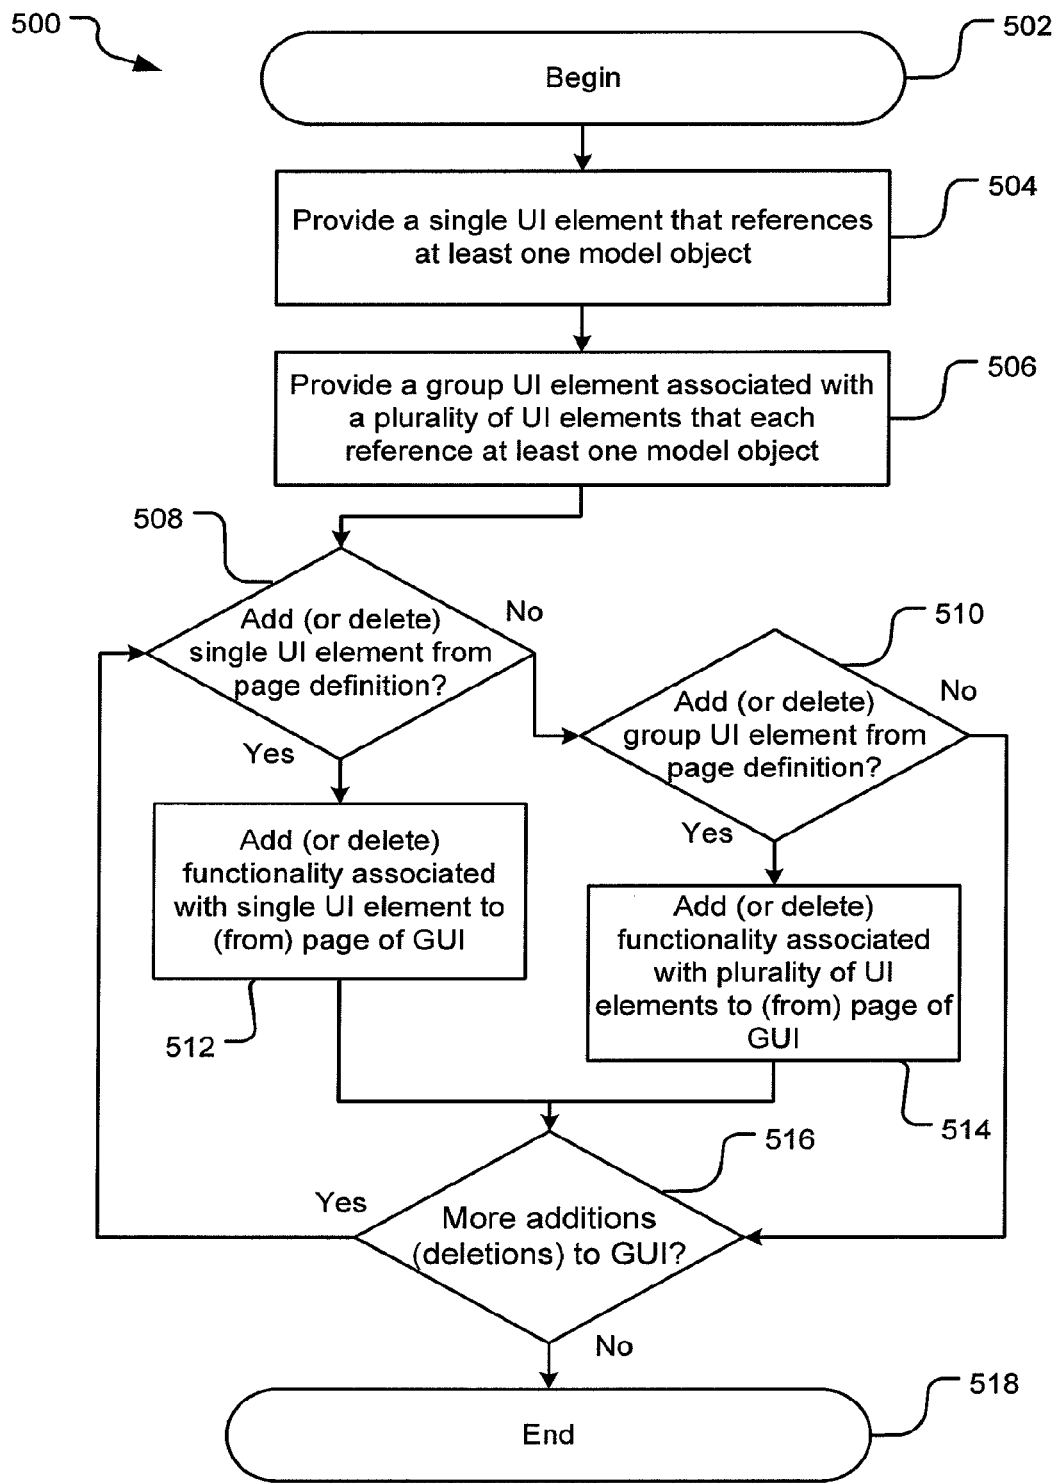 500
502
Begin
504
Provide a single UI element that references
at least one model object
506
Provide a group UI element associated with
a plurality of UI elements that each
reference at least one model object
508
Add (or delete)
single UI element from
page definition?
No
Yes
510
Add (or delete)
group UI element from
page definition?
No
Yes
Add (or delete)
functionality associated
with single UI element to
(from) page of GUI
512
Add (or delete)
functionality associated
with plurality of UI
elements to (from) page of
GUI
514
516
More additions
(deletions) to GUI?
Yes
No
518
End